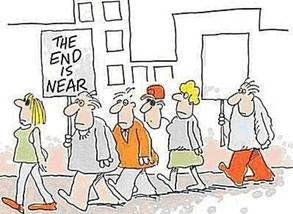 THE
END IS
NEAR